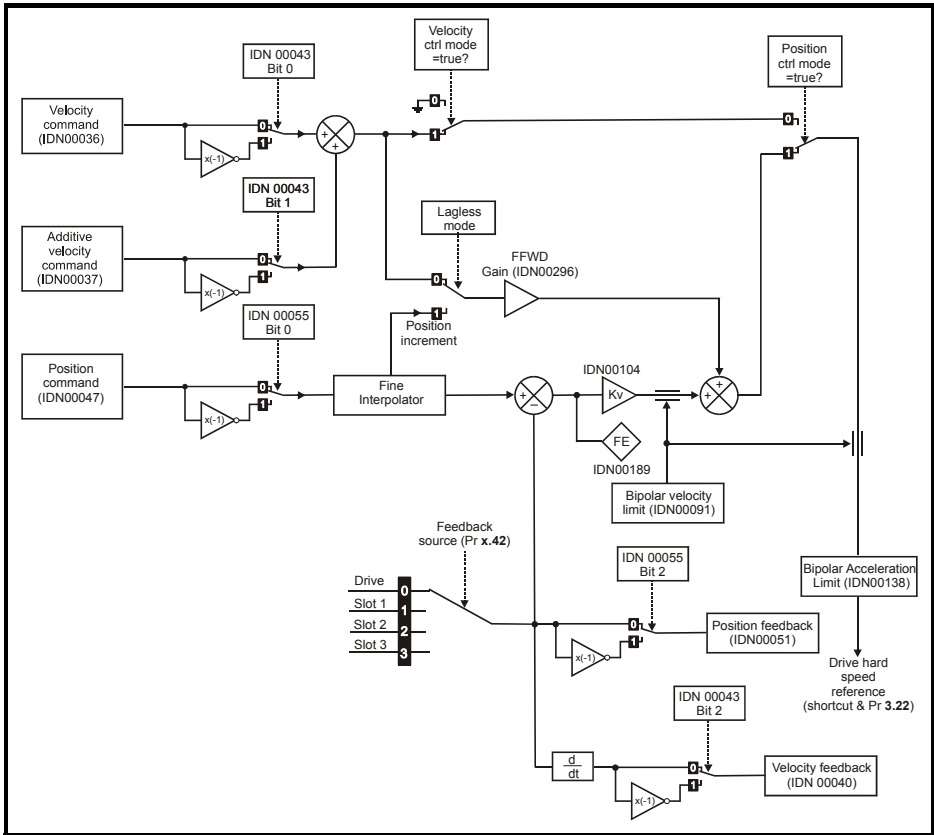 IDN 00043
Bit 0
Velocity
ctrl mode
=true?
Position
ctrl mode
=true?
Velocity
command
(IDN00036)
0
1
x(-1)
+
+
0
1
0
1
IDN 00043
Bit 1
Additive
velocity
command
(IDN00037)
0
1
x(-1)
Lagless
mode
0
1
Position
increment
FFWD
Gain (IDN00296)
IDN 00055
Bit 0
Position
command
(IDN00047)
0
1
x(-1)
Fine
Interpolator
+
–
IDN00104
Kv
FE
IDN00189
+
+
Bipolar velocity
limit (IDN00091)
Feedback
source (Pr x.42)
Drive 0
Slot 1 1
Slot 2 2
Slot 3 3
IDN 00055
Bit 2
0
1
x(-1)
Position feedback
(IDN00051)
Bipolar Acceleration
Limit (IDN00138)
Drive hard
speed
reference
(shortcut & Pr 3.22)
IDN 00043
Bit 2
d
dt
0
1
x(-1)
Velocity feedback
(IDN 00040)